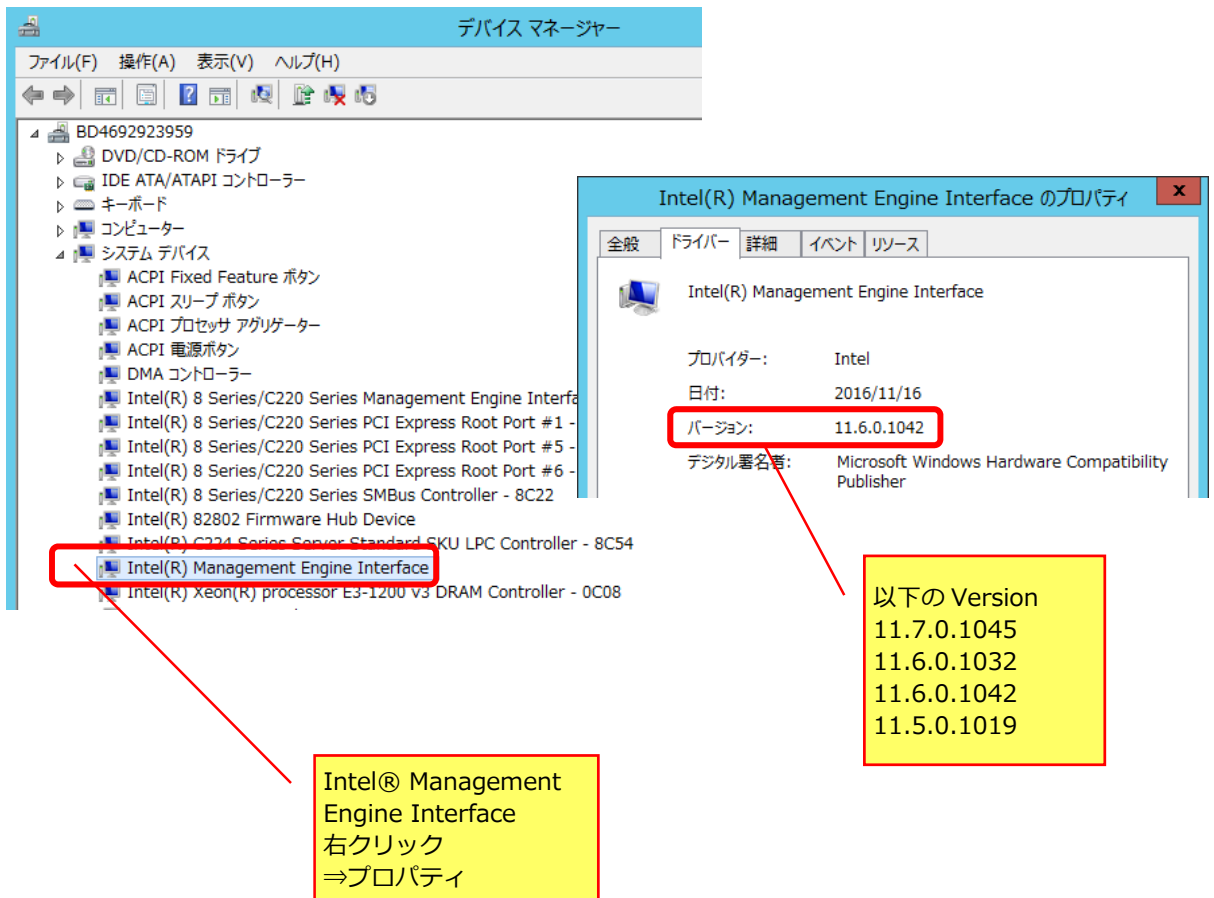 デバイス マネージャー
ファイル(F) 操作(A) 表示(V) ヘルプ(H)
BD4692923959
DVD/CD-ROM ドライブ
IDE ATA/ATAPI コントローラー
キーボード
コンピューター
システム デバイス
ACPI Fixed Feature ボタン
ACPI スリープ ボタン
ACPI プロセッサ アグリゲーター
ACPI 電源ボタン
DMA コントローラー
Intel(R) 8 Series/C220 Series Management Engine Interfa
Intel(R) 8 Series/C220 Series PCI Express Root Port #1 -
Intel(R) 8 Series/C220 Series PCI Express Root Port #5 -
Intel(R) 8 Series/C220 Series PCI Express Root Port #6 -
Intel(R) 8 Series/C220 Series SMBus Controller - 8C22
Intel(R) 82802 Firmware Hub Device
Intel(R) C224 Series Server Standard SKU LPC Controller - 8C54
Intel(R) Management Engine Interface
Intel(R) Xeon(R) processor E3-1200 v3 DRAM Controller - 0C08
Intel(R) Management Engine Interface のプロパティ
x
全般 ドライバー 詳細 イベント リソース
Intel(R) Management Engine Interface
プロバイダー: Intel
日付: 2016/11/16
バージョン: 11.6.0.1042
デジタル署名者: Microsoft Windows Hardware Compatibility
Publisher
以下の Version
11.7.0.1045
11.6.0.1032
11.6.0.1042
11.5.0.1019
Intel® Management
Engine Interface
右クリック
⇒プロパティ